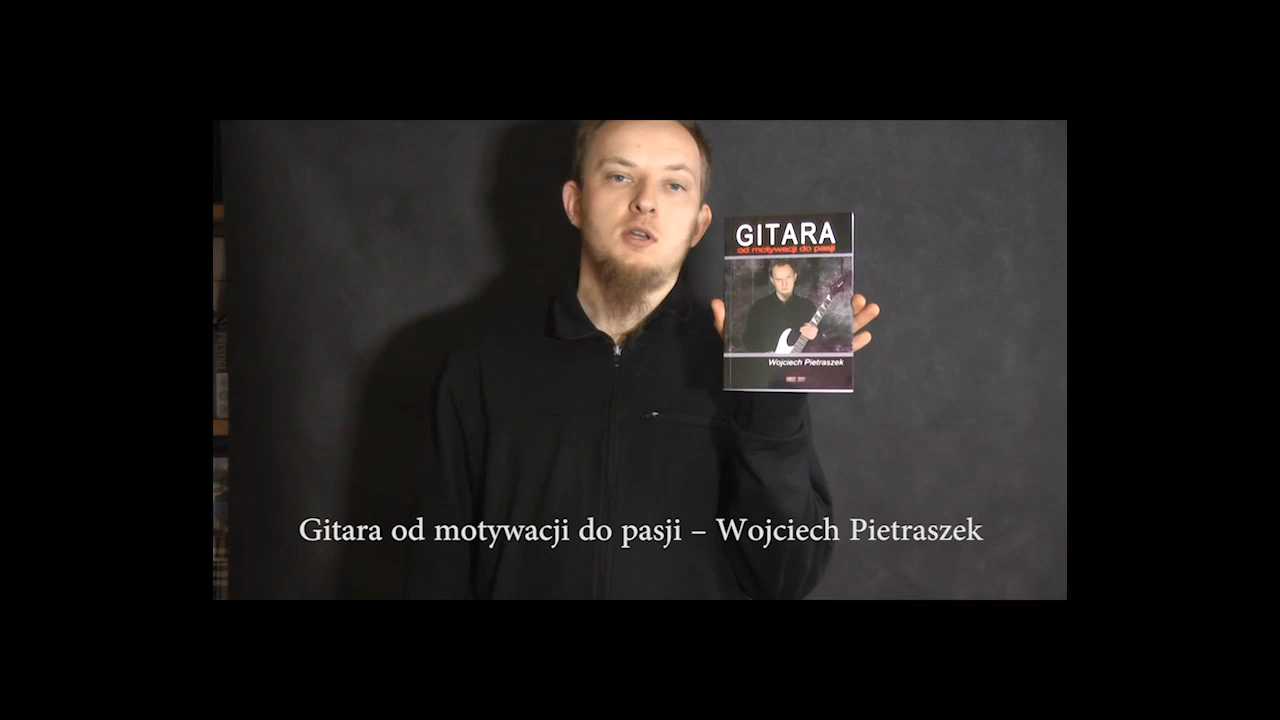 GITARA
od motywacji do pasji
Wojciech Pietraszek
Gitara od motywacji do pasji – Wojciech Pietraszek